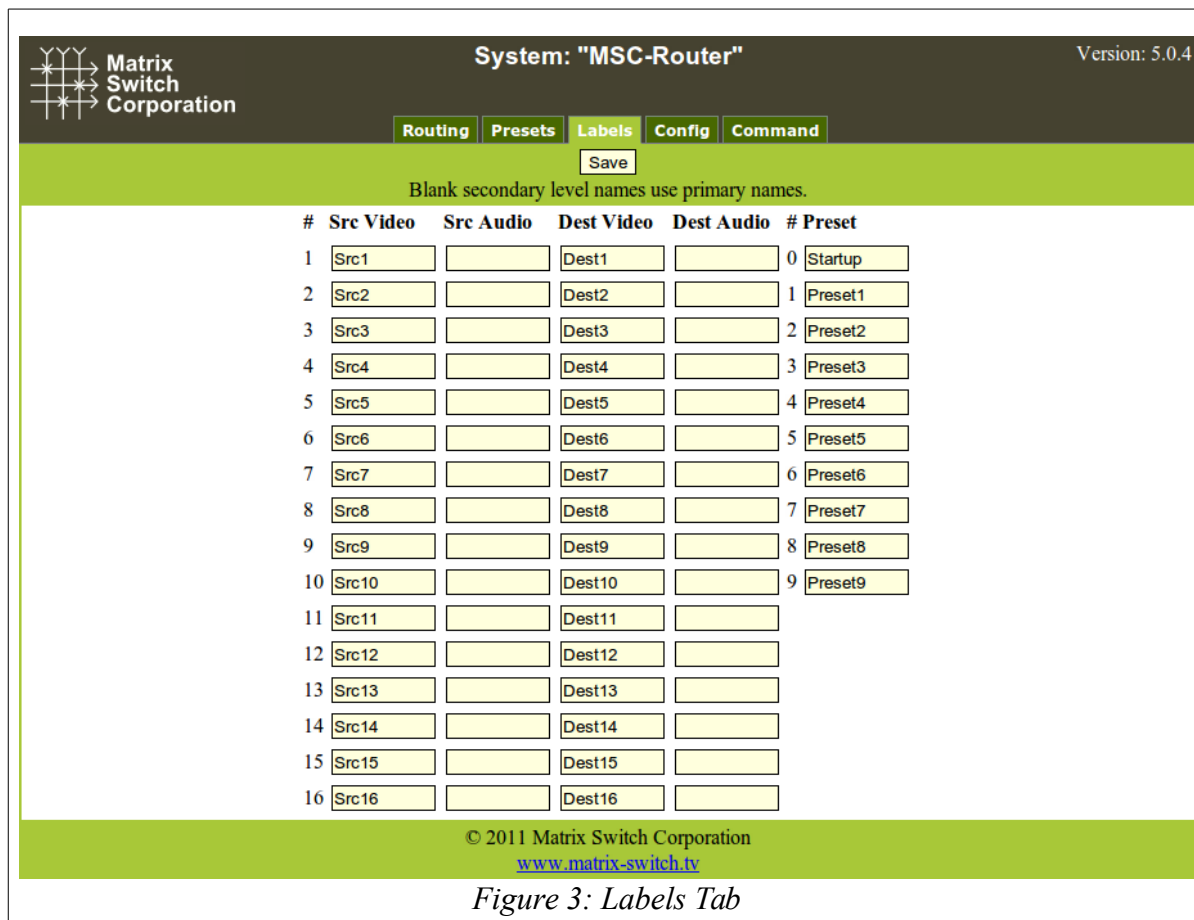 Matrix
Switch
Corporation
System: "MSC-Router"
Version: 5.0.4
Routing Presets Labels Config Command
Save
Blank secondary level names use primary names.
# Src Video Src Audio Dest Video Dest Audio # Preset
1 Src1 Dest1 0 Startup
2 Src2 Dest2 1 Preset1
3 Src3 Dest3 2 Preset2
4 Src4 Dest4 3 Preset3
5 Src5 Dest5 4 Preset4
6 Src6 Dest6 5 Preset5
7 Src7 Dest7 6 Preset6
8 Src8 Dest8 7 Preset7
9 Src9 Dest9 8 Preset8
10 Src10 Dest10 9 Preset9
11 Src11 Dest11
12 Src12 Dest12
13 Src13 Dest13
14 Src14 Dest14
15 Src15 Dest15
16 Src16 Dest16
© 2011 Matrix Switch Corporation
www.matrix-switch.tv
Figure 3: Labels Tab